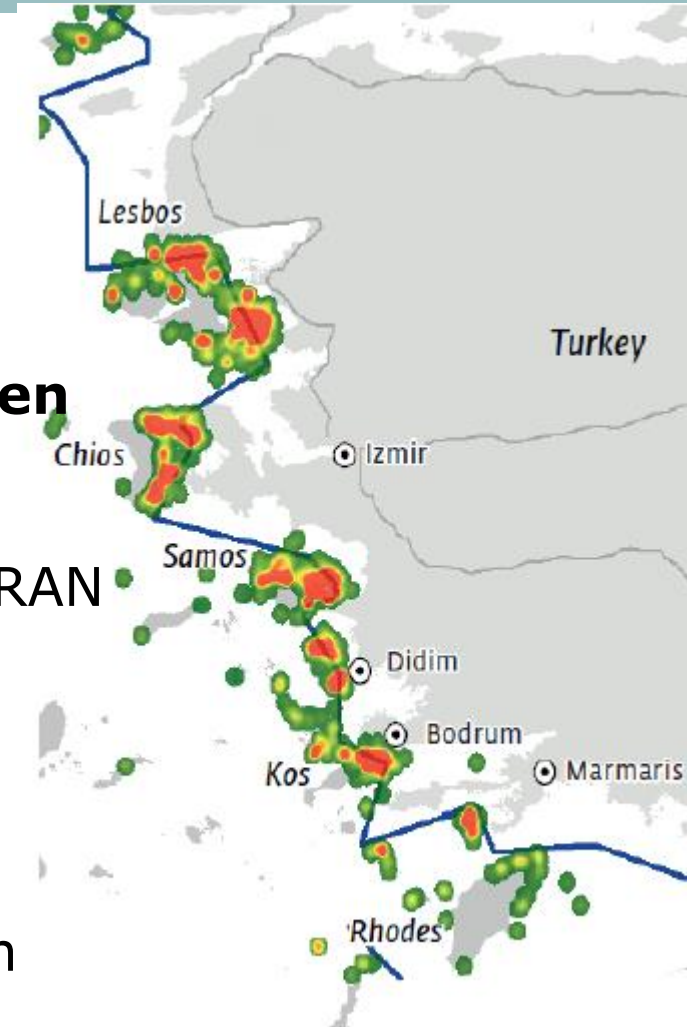 Lesbos
Turkey
en
Chios
Izmir
Samos
RAN
Didim
Bodrum
Kos
Marmaris
Rhodes
n